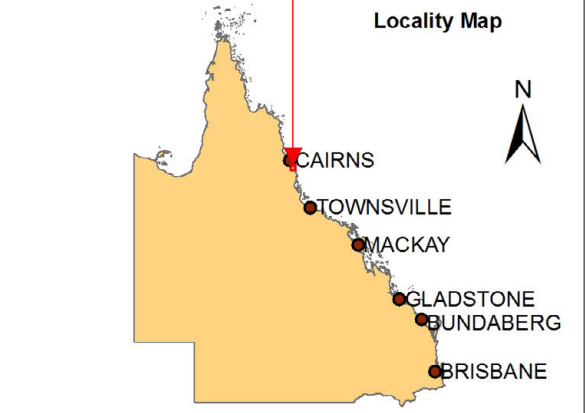 Locality Map
N
CAIRNS
TOWNSVILLE
MACKAY
GLADSTONE
BUNDABERG
BRISBANE